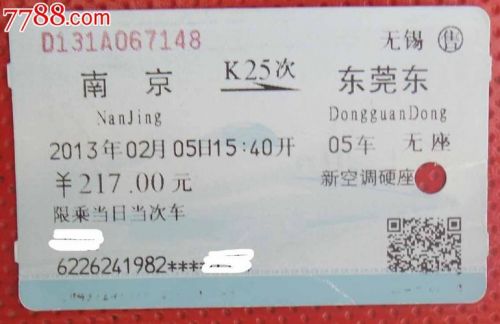 7788.com
D131A067148 无锡 售
南京 K25次 东莞东
NanJing DongguanDong
2013年02月05日15:40开 05车 无座
¥217.00元 新空调硬座
限乘当日当次车
6226241982****